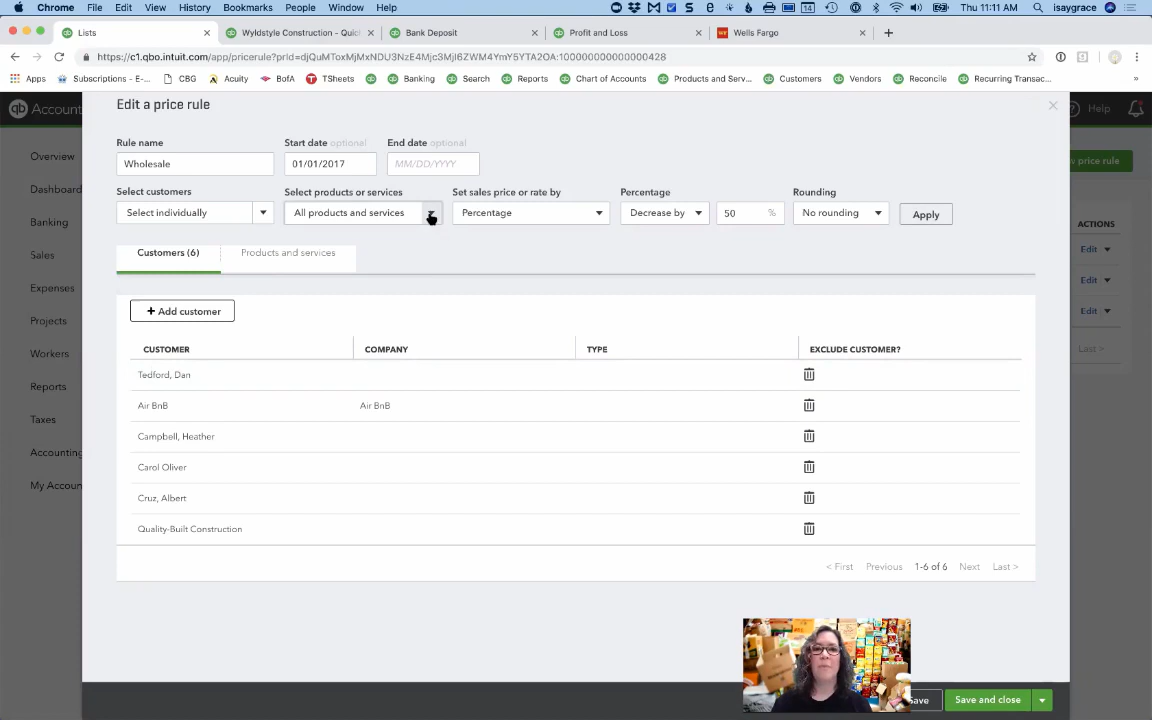 Chrome File Edit View History Bookmarks People Window Help
14
Thu 11:11 AM isaygrace
Lists
Wyldstyle Construction - Quic
Bank Deposit
Profit and Loss
Wells Fargo
https://c1.qbo.intuit.com/app/pricerule?prId=djQuMToxMjMxNDU3NzE4Mjc3MjI6ZWM4YmY5YTA2OA:100000000000000428
Apps Subscriptions - E-... CBG Acuity BofA TSheets Banking Search Reports Chart of Accounts Products and Serv... Customers Vendors Reconcile Recurring Transac... »
qb Account
Help
Edit a price rule
Rule name
Start date optional
End date optional
Wholesale
01/01/2017
MM/DD/YYYY
price rule
Select customers
Select products or services
Set sales price or rate by
Percentage
Rounding
Select individually
All products and services
Percentage
Decrease by
50 %
No rounding
Apply
Customers (6)
Products and services
+ Add customer
CUSTOMER COMPANY TYPE EXCLUDE CUSTOMER?
Tedford, Dan
Air BnB Air BnB
Campbell, Heather
Carol Oliver
Cruz, Albert
Quality-Built Construction
< First Previous 1-6 of 6 Next Last >
Overview
Dashboard
Banking
Sales
Expenses
Projects
Workers
Reports
Taxes
Accounting
My Accoun
ACTIONS
Edit
Edit
Edit
Last >
Save
Save and close